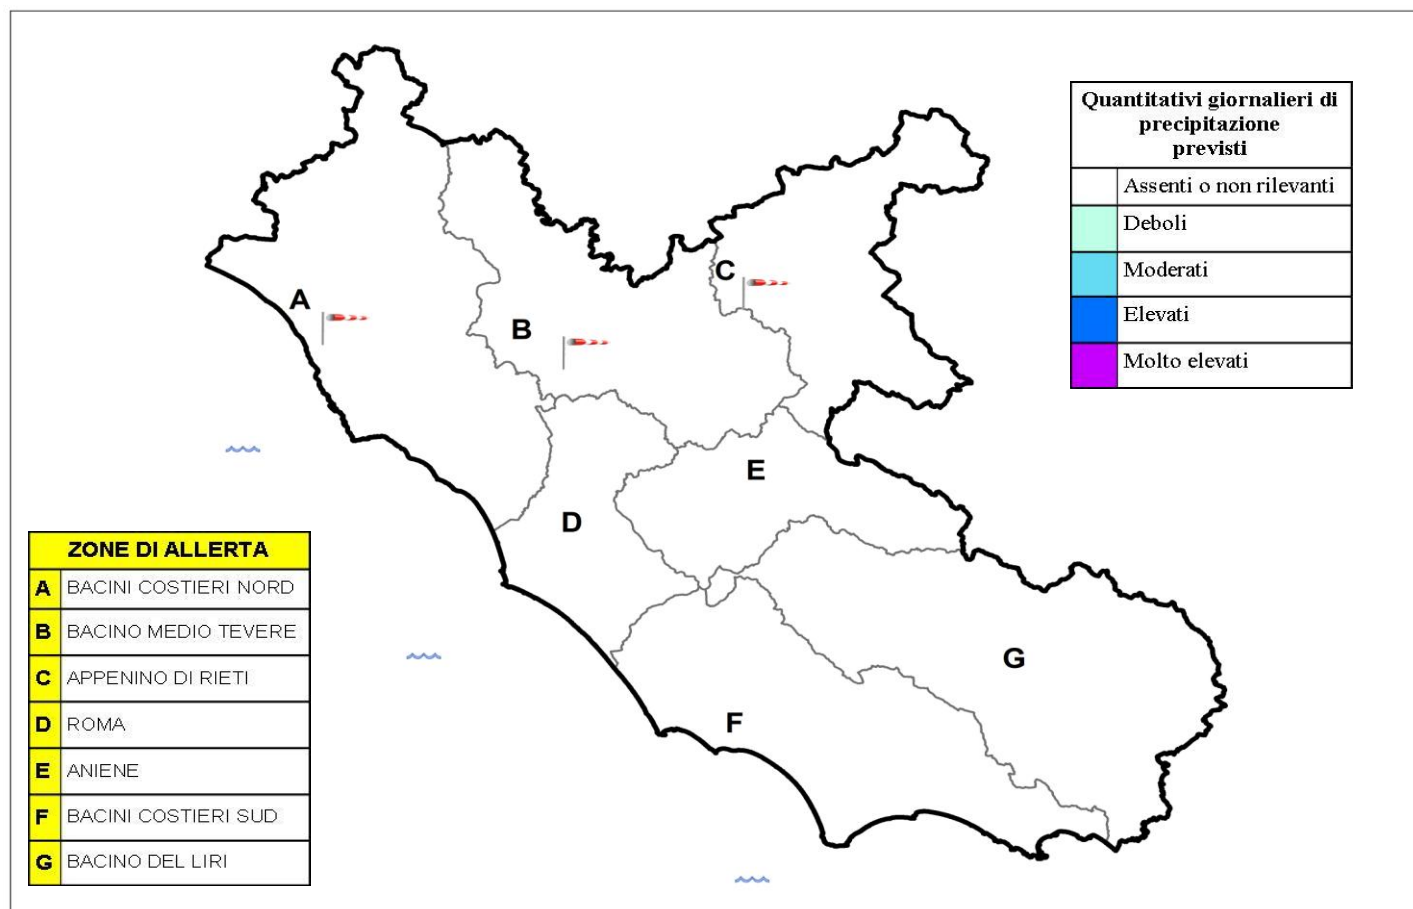 Quantitativi giornalieri di
precipitazione
previsti
Assenti o non rilevanti
Deboli
Moderati
Elevati
Molto elevati
A
B
C
D
E
F
G
ZONE DI ALLERTA
A BACINI COSTIERI NORD
B BACINO MEDIO TEVERE
C APPENINO DI RIETI
D ROMA
E ANIENE
F BACINI COSTIERI SUD
G BACINO DEL LIRI